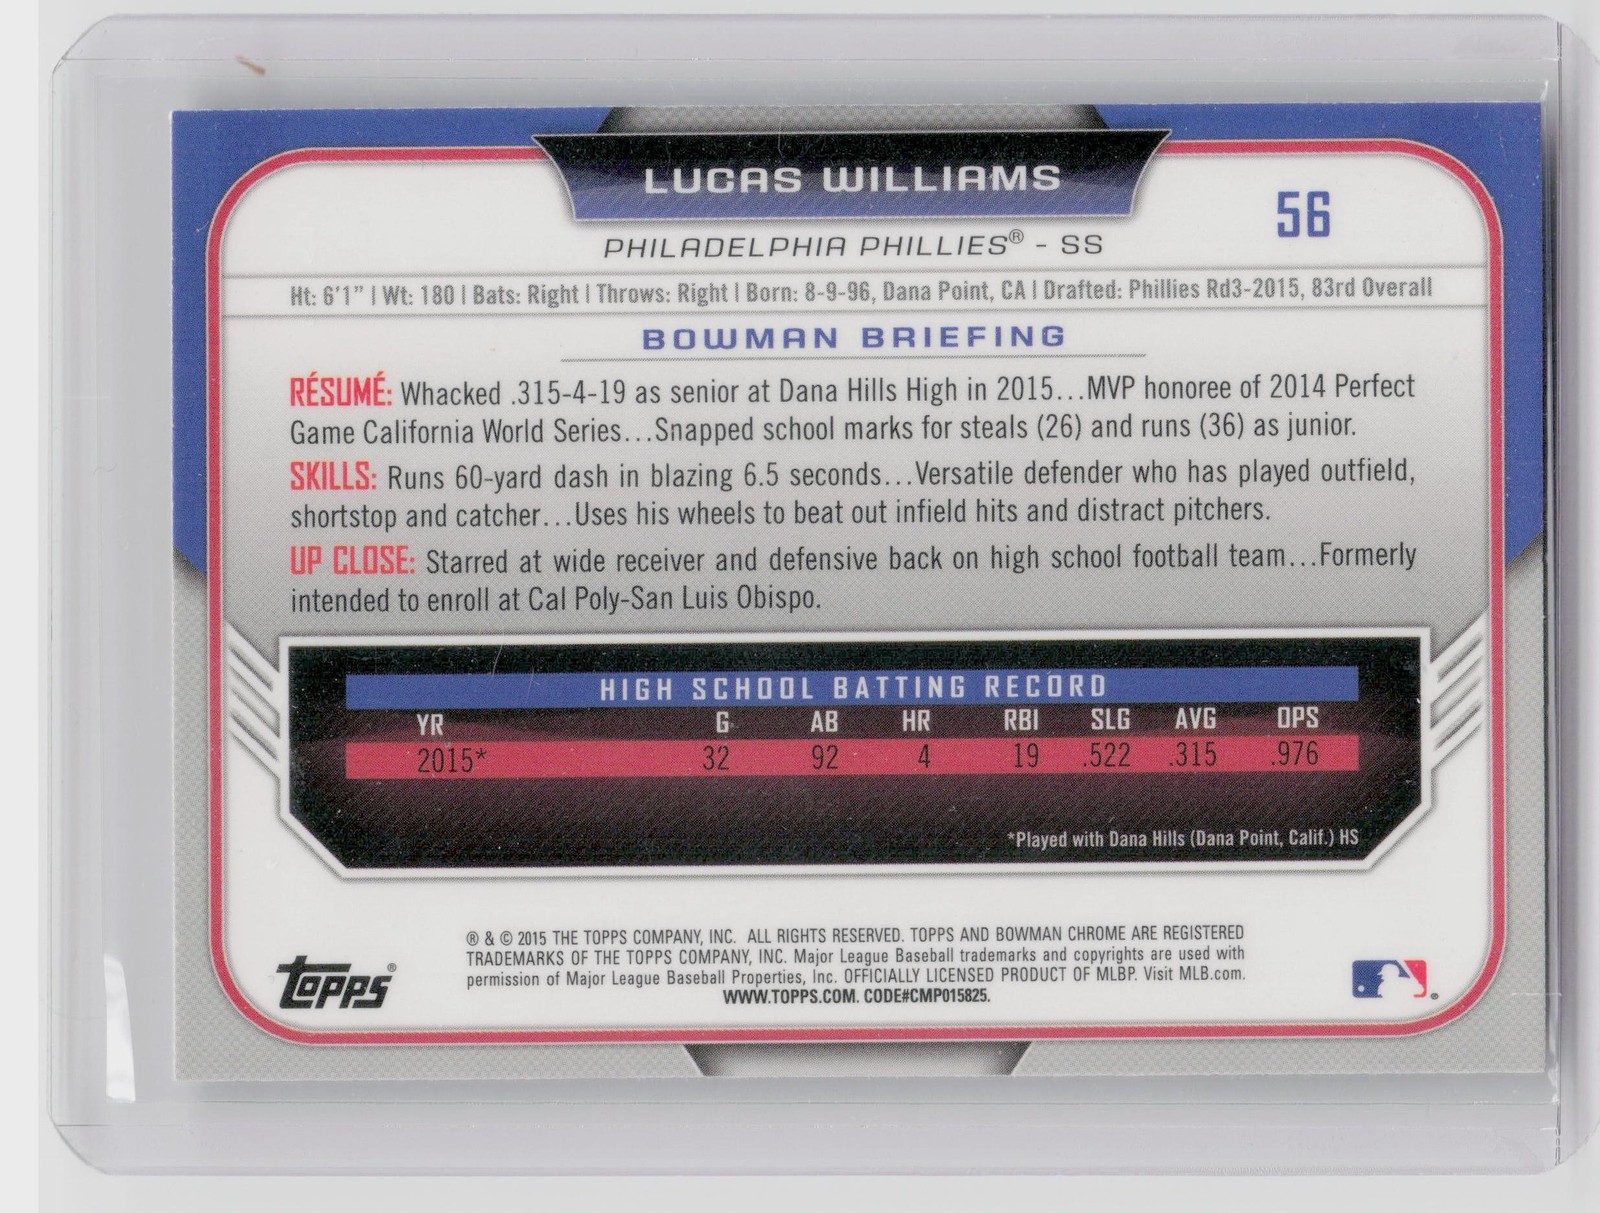 LUCAS WILLIAMS
56
PHILADELPHIA PHILLIES® - SS
Ht: 6'1" | Wt: 180 | Bats: Right | Throws: Right | Born: 8-9-96, Dana Point, CA | Drafted: Phillies Rd3-2015, 83rd Overall
BOWMAN BRIEFING
RÉSUMÉ: Whacked .315-4-19 as senior at Dana Hills High in 2015...MVP honoree of 2014 Perfect
Game California World Series...Snapped school marks for steals (26) and runs (36) as junior.
SKILLS: Runs 60-yard dash in blazing 6.5 seconds...Versatile defender who has played outfield,
shortstop and catcher...Uses his wheels to beat out infield hits and distract pitchers.
UP CLOSE: Starred at wide receiver and defensive back on high school football team...Formerly
intended to enroll at Cal Poly-San Luis Obispo.
HIGH SCHOOL BATTING RECORD
YR G AB HR RBI SLG AVG OPS
2015* 32 92 4 19 .522 .315 .976
*Played with Dana Hills (Dana Point, Calif.) HS
® & © 2015 THE TOPPS COMPANY, INC. ALL RIGHTS RESERVED. TOPPS AND BOWMAN CHROME ARE REGISTERED
TRADEMARKS OF THE TOPPS COMPANY, INC. Major League Baseball trademarks and copyrights are used with
permission of Major League Baseball Properties, Inc. OFFICIALLY LICENSED PRODUCT OF MLBP. Visit MLB.com.
WWW.TOPPS.COM. CODE#CMP015825.
Topps®